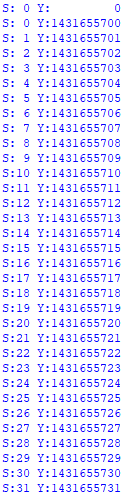 S: 0 Y:         0
S: 0 Y:1431655700
S: 1 Y:1431655701
S: 2 Y:1431655702
S: 3 Y:1431655703
S: 4 Y:1431655704
S: 5 Y:1431655705
S: 6 Y:1431655706
S: 7 Y:1431655707
S: 8 Y:1431655708
S: 9 Y:1431655709
S:10 Y:1431655710
S:11 Y:1431655711
S:12 Y:1431655712
S:13 Y:1431655713
S:14 Y:1431655714
S:15 Y:1431655715
S:16 Y:1431655716
S:17 Y:1431655717
S:18 Y:1431655718
S:19 Y:1431655719
S:20 Y:1431655720
S:21 Y:1431655721
S:22 Y:1431655722
S:23 Y:1431655723
S:24 Y:1431655724
S:25 Y:1431655725
S:26 Y:1431655726
S:27 Y:1431655727
S:28 Y:1431655728
S:29 Y:1431655729
S:30 Y:1431655730
S:31 Y:1431655731